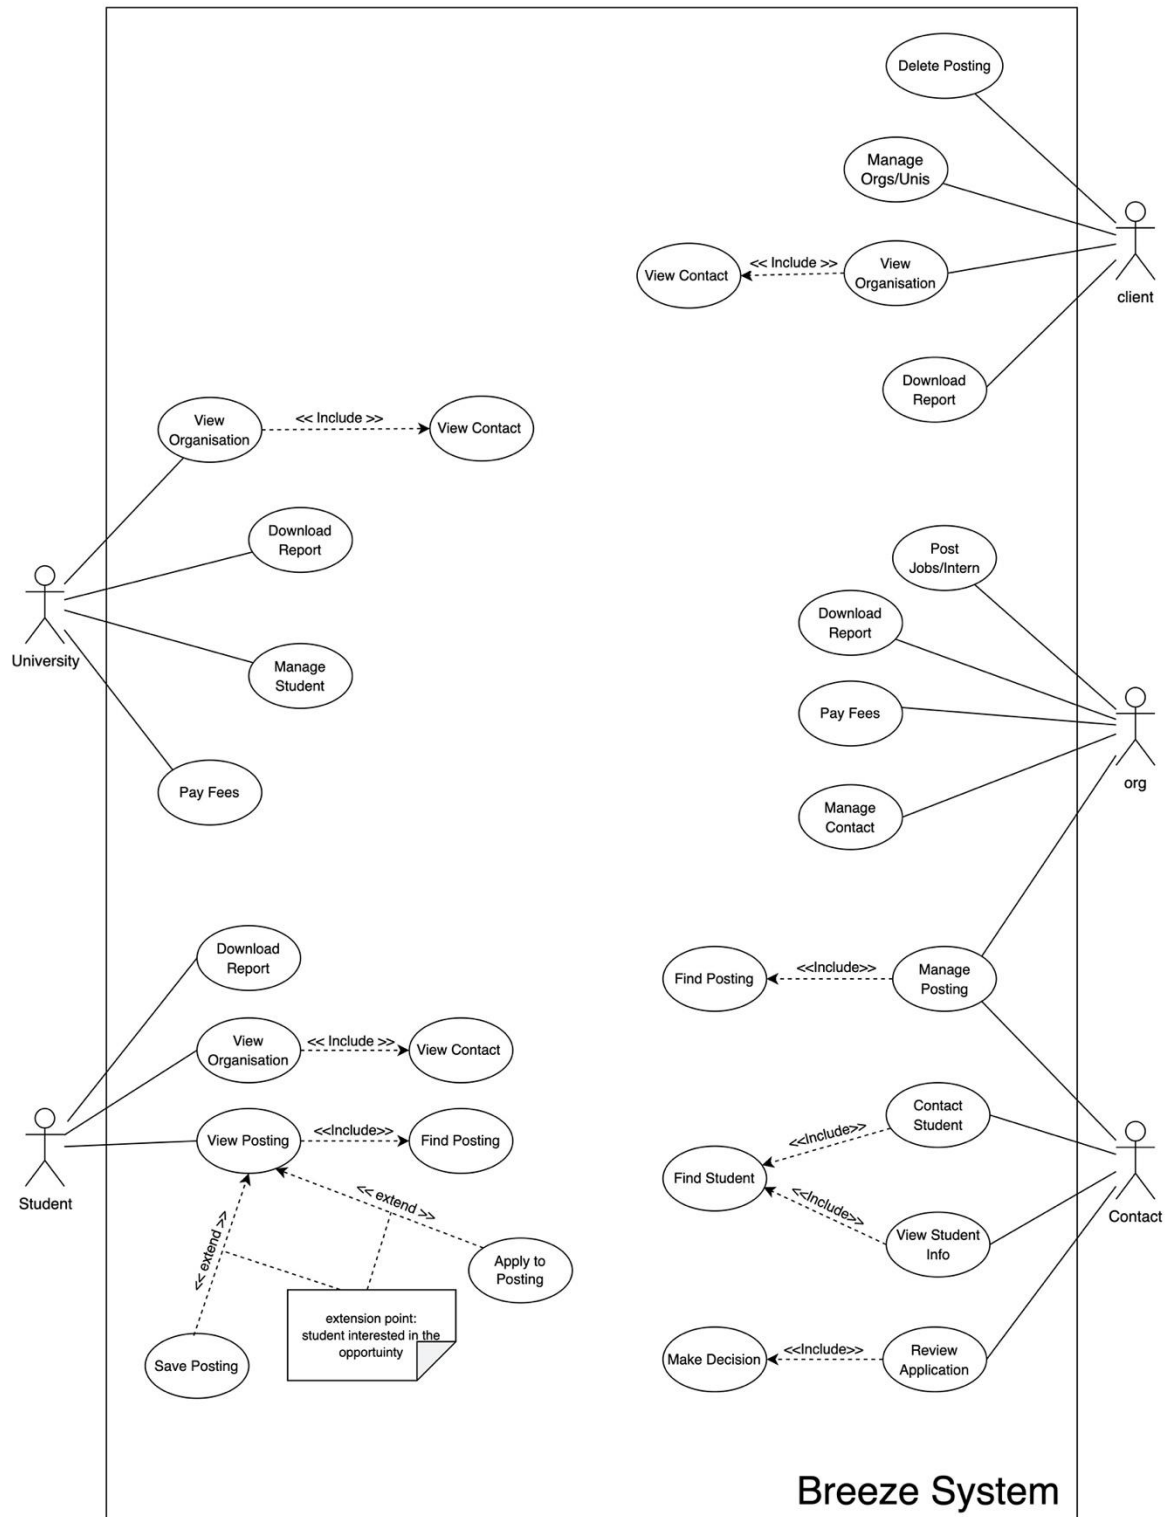 Delete Posting
Manage
Orgs/Unis
View Contact
<< Include >>
View
Organisation
client
Download
Report
View
Organisation
<< Include >>
View Contact
Download
Report
Manage
Student
University
Pay Fees
Post
Jobs/Intern
Download
Report
Pay Fees
Manage
Contact
org
Download
Report
View
Organisation
<< Include >>
View Contact
View Posting
<<Include>>
Find Posting
Student
<< extend >>
<< extend >>
Apply to
Posting
extension point:
student interested in the
opportuinty
Save Posting
Find Posting
<<Include>>
Manage
Posting
Contact
Student
<<Include>>
Find Student
<<Include>>
View Student
Info
Contact
Make Decision
<<Include>>
Review
Application
Breeze System